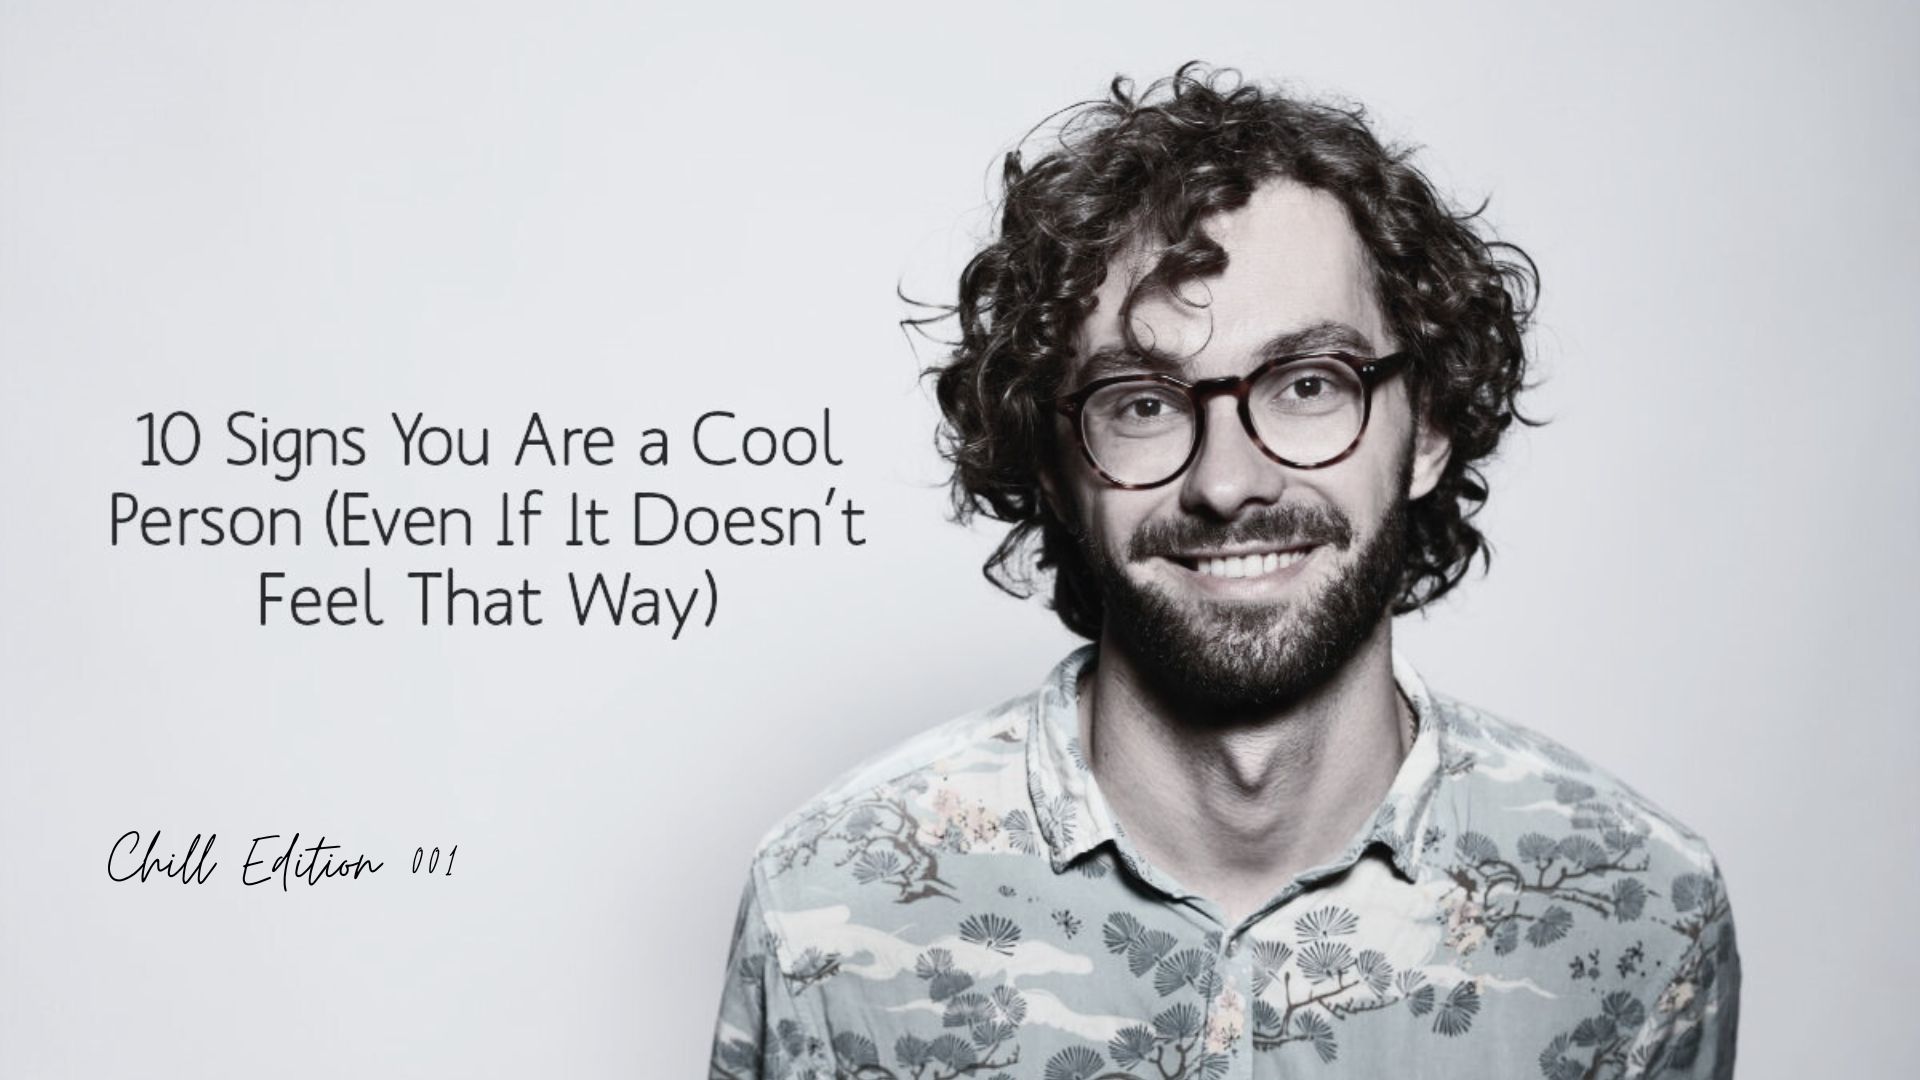 10 Signs You Are a Cool
Person (Even If It Doesn't
Feel That Way)
Chill Edition 001